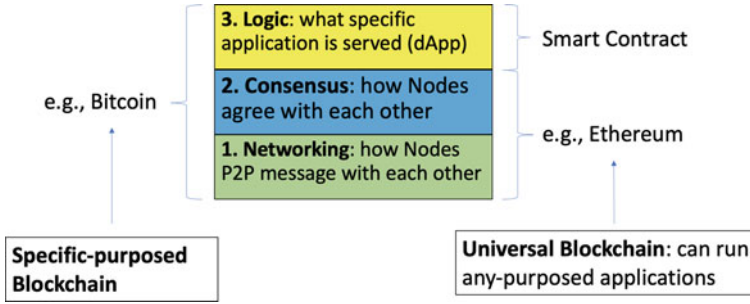 3. Logic: what specific
application is served (dApp)
Smart Contract
2. Consensus: how Nodes
agree with each other
e.g., Bitcoin
e.g., Ethereum
1. Networking: how Nodes
P2P message with each other
Specific-purposed
Blockchain
Universal Blockchain: can run
any-purposed applications